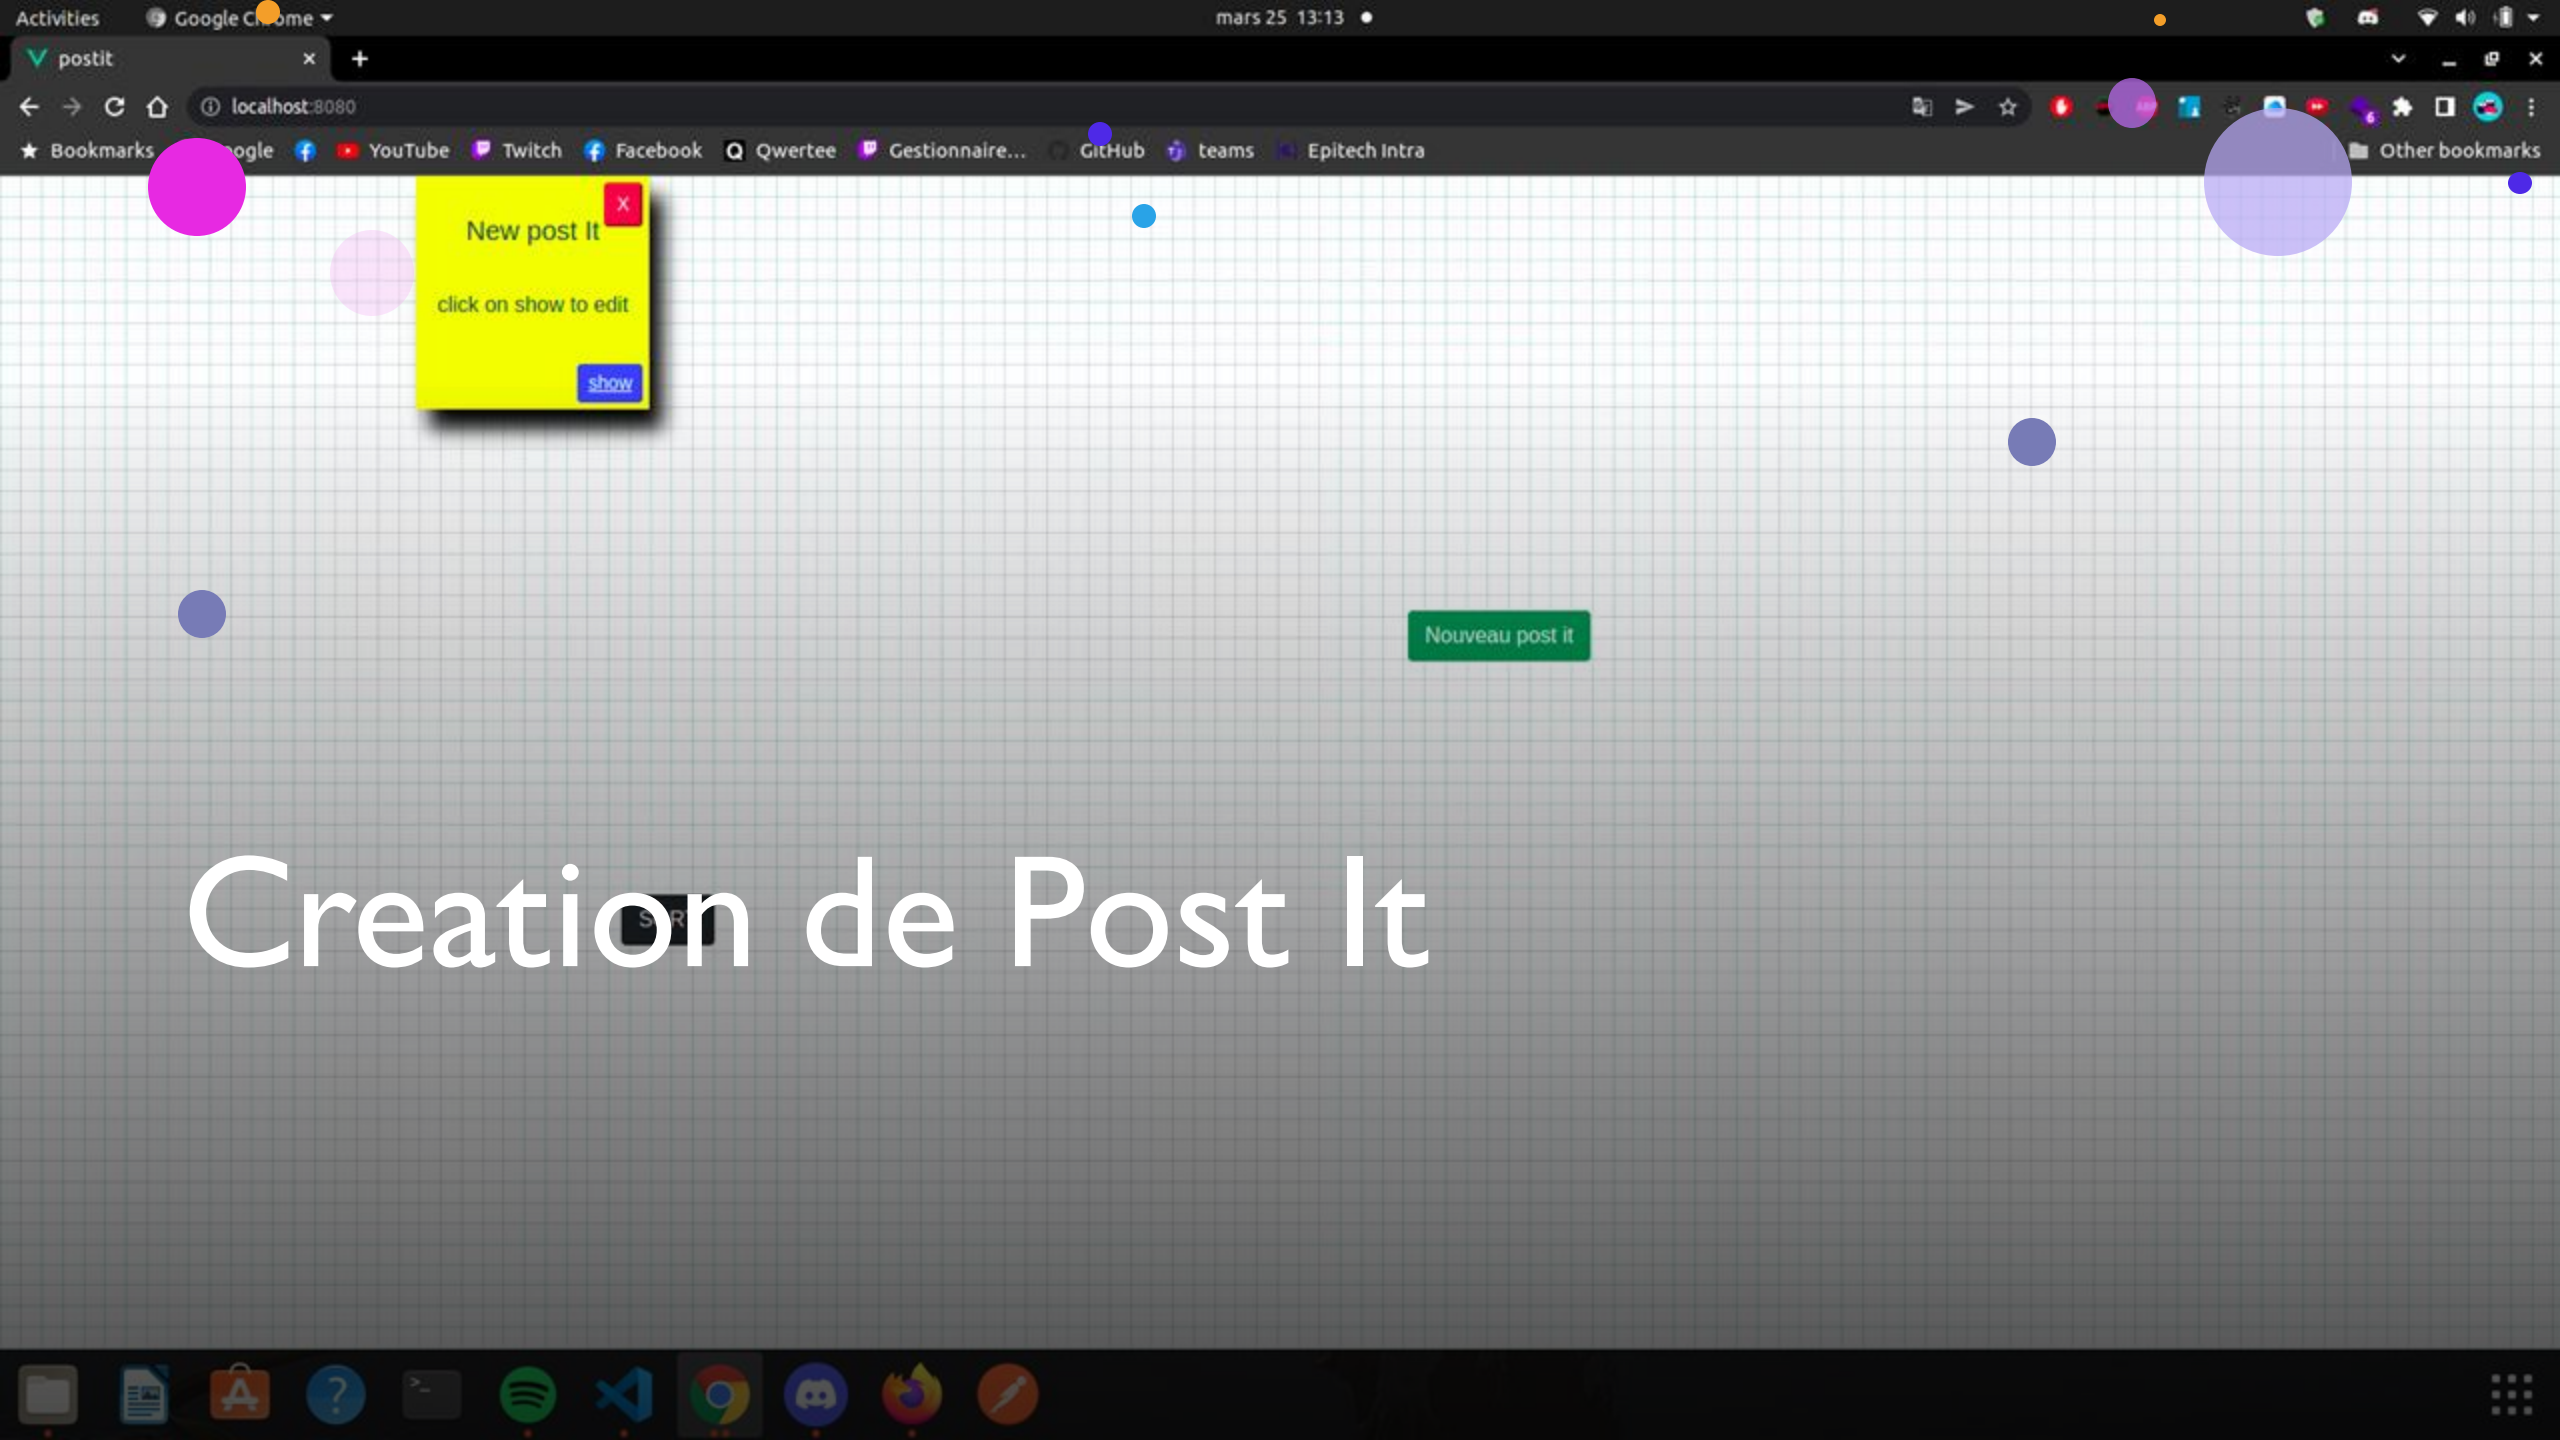 Activities Google Chrome mars 25 13:13
postit
localhost:8080
Bookmarks Google YouTube Twitch Facebook Qwertee Gestionnaire... GitHub teams Epitech Intra Other bookmarks
X
New post It
click on show to edit
show
Nouveau post it
Creation de Post It